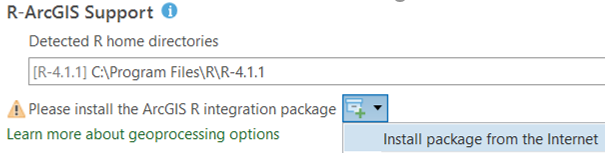 R-ArcGIS Support
Detected R home directories
[R-4.1.1] C:\Program Files\R\R-4.1.1
Please install the ArcGIS R integration package
Install package from the Internet
Learn more about geoprocessing options